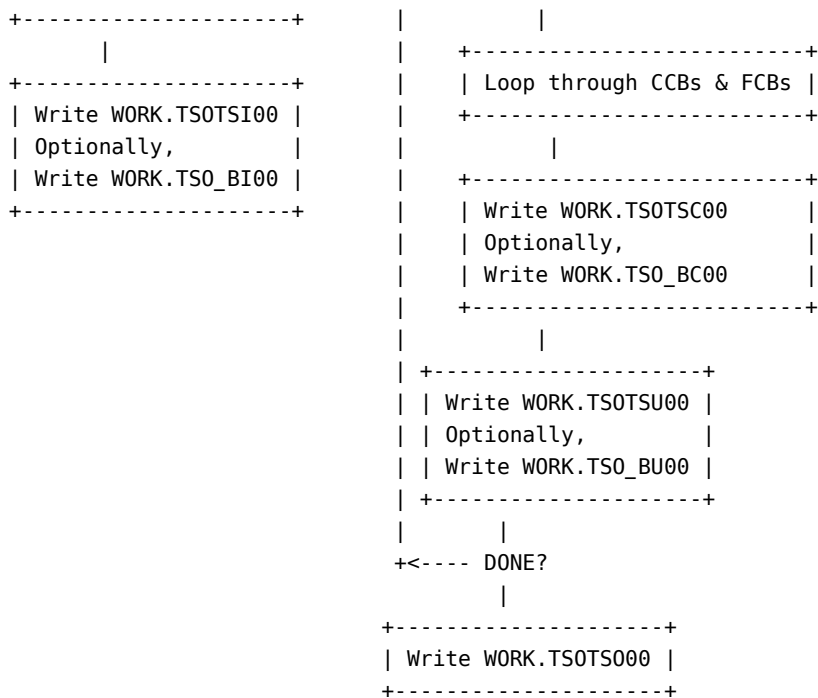 Loop through CCBs & FCBs
Write WORK.TSOTSI00
Optionally,
Write WORK.TSO_BI00
Write WORK.TSOTSC00
Optionally,
Write WORK.TSO_BC00
Write WORK.TSOTSU00
Optionally,
Write WORK.TSO_BU00
DONE?
Write WORK.TSOTSO00